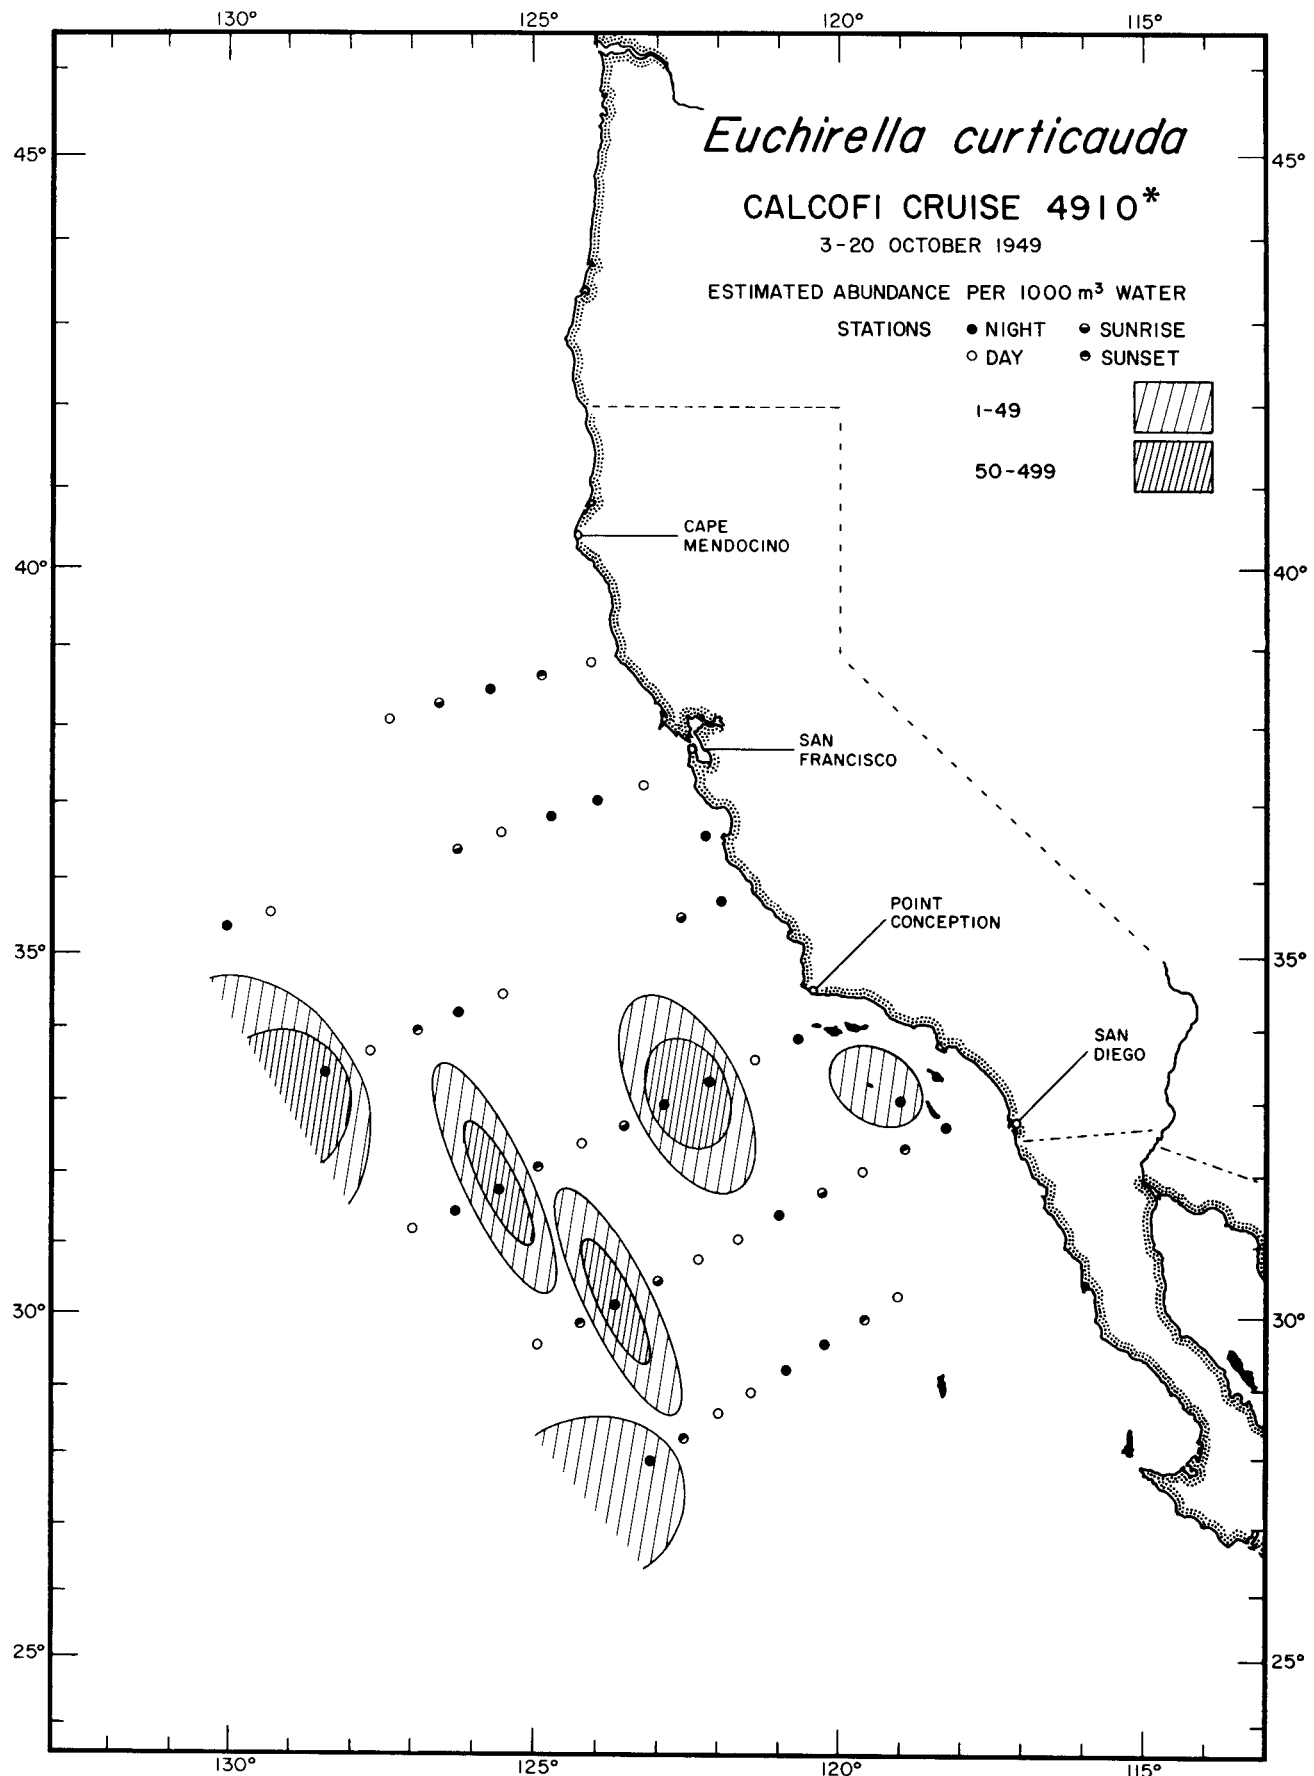 130° 125° 120° 115°
Euchirella curticauda
CALCOFI CRUISE 4910*
3-20 OCTOBER 1949
ESTIMATED ABUNDANCE PER 1000 m³ WATER
STATIONS ● NIGHT ◓ SUNRISE
○ DAY ◓ SUNSET
1-49
50-499
45° 45°
CAPE
MENDOCINO
40° 40°
SAN
FRANCISCO
POINT
CONCEPTION
35° 35°
SAN
DIEGO
30° 30°
25° 25°
130° 125° 120° 115°